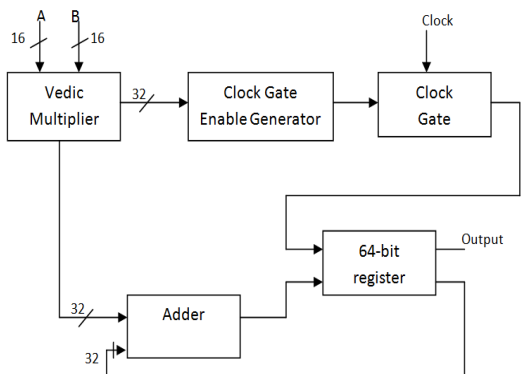 A B
Clock
16
16
Vedic
Multiplier
32
Clock Gate
Enable Generator
Clock
Gate
64-bit
register
Output
32
Adder
32